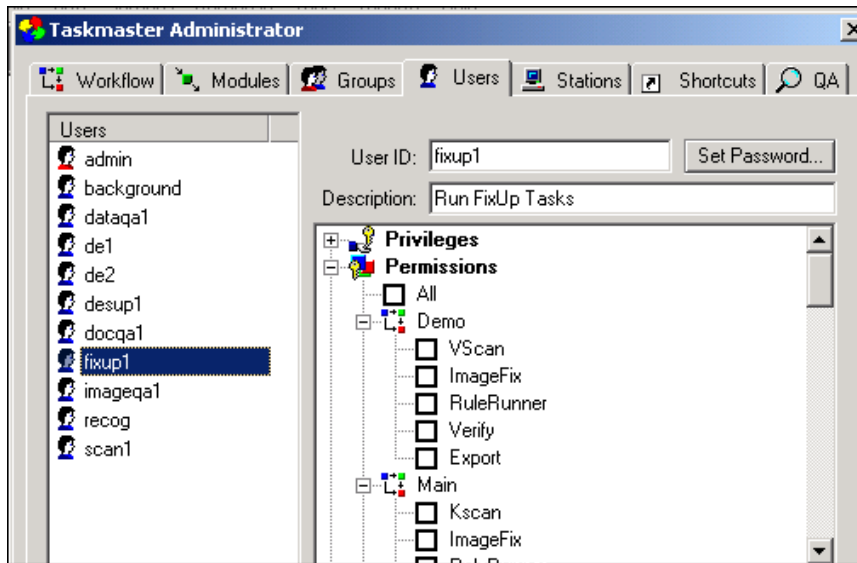 Taskmaster Administrator
Workflow Modules Groups Users Stations Shortcuts QA
Users
admin
background
dataqa1
de1
de2
desup1
docqa1
fixup1
imageqa1
recog
scan1
User ID: fixup1 Set Password...
Description: Run FixUp Tasks
Privileges
Permissions
All
Demo
VScan
ImageFix
RuleRunner
Verify
Export
Main
Kscan
ImageFix